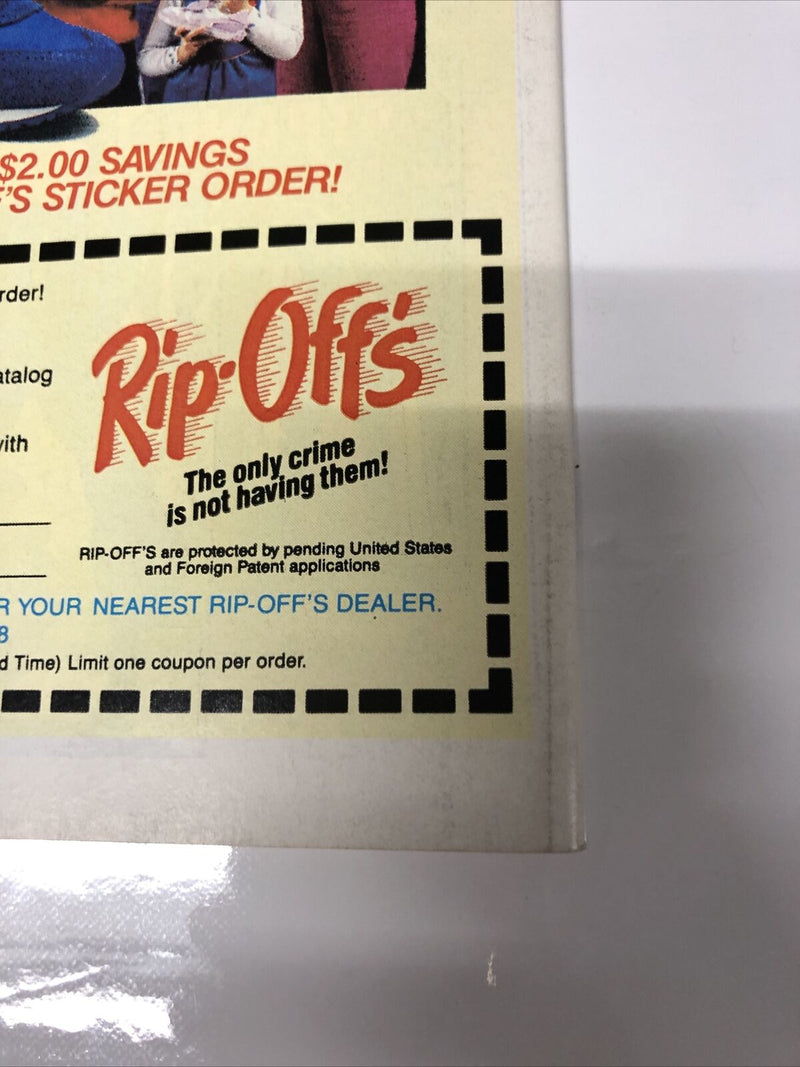 $2.00 SAVINGS
'S STICKER ORDER!
rder!
Rip-Off's
atalog
with
The only crime
is not having them!
RIP-OFF'S are protected by pending United States
and Foreign Patent applications
R YOUR NEAREST RIP-OFF'S DEALER.
8
d Time) Limit one coupon per order.